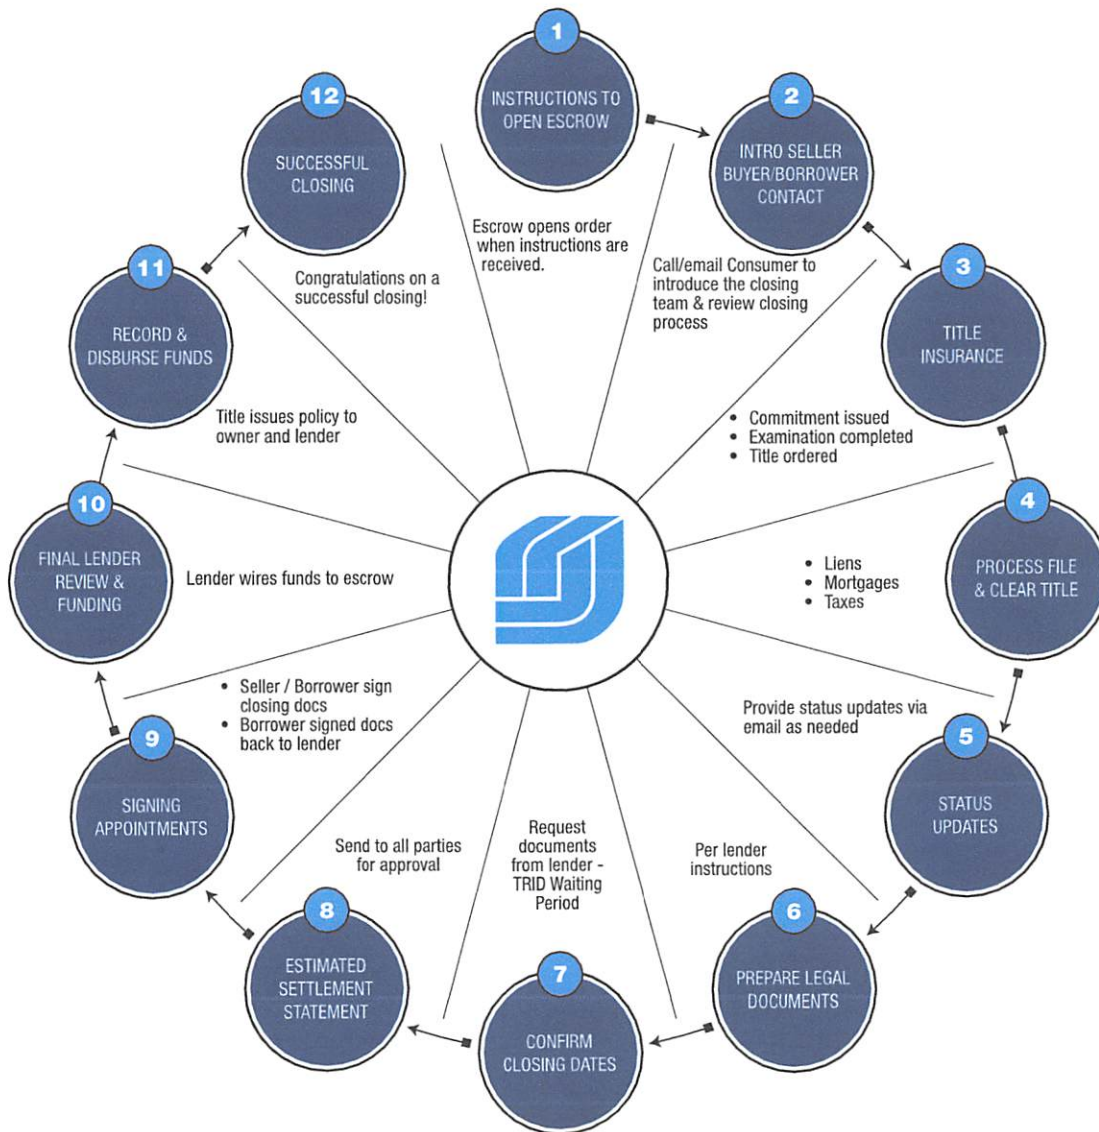 1
INSTRUCTIONS TO
OPEN ESCROW
Escrow opens order
when instructions are
received.
2
INTRO SELLER
BUYER/BORROWER
CONTACT
Call/email Consumer to
introduce the closing
team & review closing
process
3
TITLE
INSURANCE
• Commitment issued
• Examination completed
• Title ordered
4
PROCESS FILE
& CLEAR TITLE
• Liens
• Mortgages
• Taxes
5
STATUS
UPDATES
Provide status updates via
email as needed
6
PREPARE LEGAL
DOCUMENTS
Per lender
instructions
7
CONFIRM
CLOSING DATES
Request
documents
from lender -
TRID Waiting
Period
8
ESTIMATED
SETTLEMENT
STATEMENT
Send to all parties
for approval
9
SIGNING
APPOINTMENTS
• Seller / Borrower sign
closing docs
• Borrower signed docs
back to lender
10
FINAL LENDER
REVIEW &
FUNDING
Lender wires funds to escrow
11
RECORD &
DISBURSE FUNDS
Title issues policy to
owner and lender
12
SUCCESSFUL
CLOSING
Congratulations on a
successful closing!